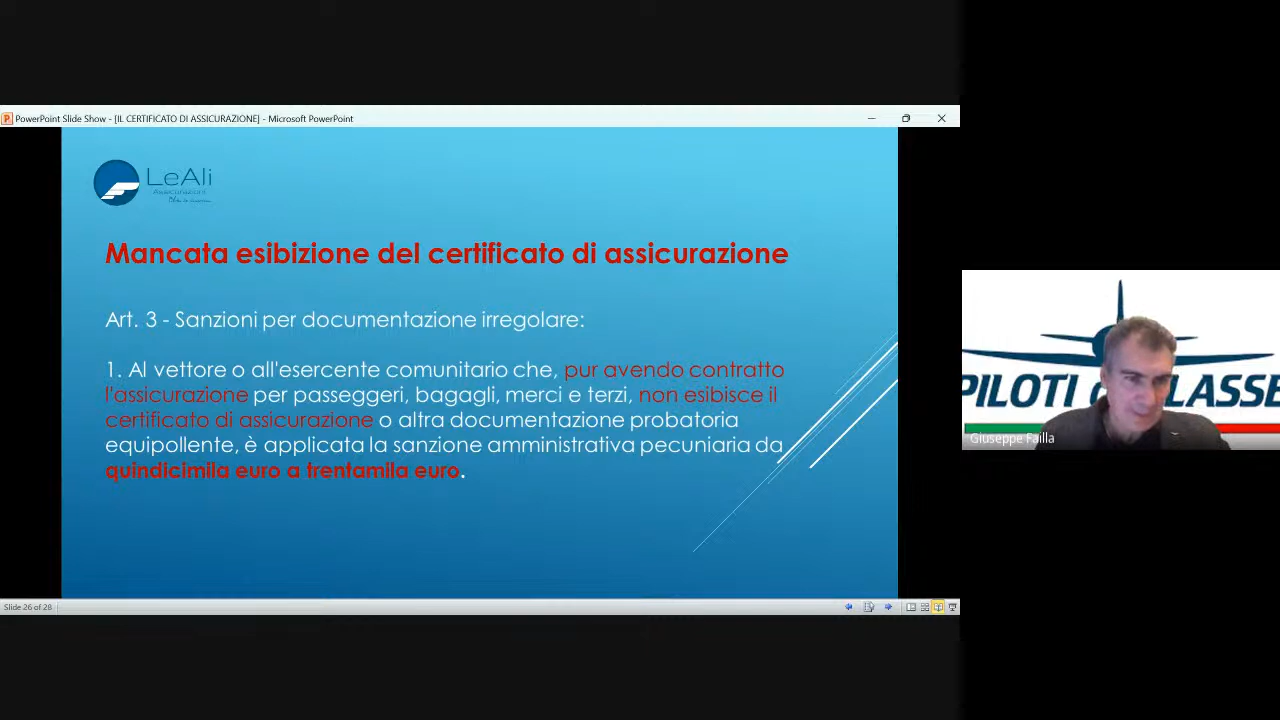 PowerPoint Slide Show - [IL CERTIFICATO DI ASSICURAZIONE] - Microsoft PowerPoint
LeAli
Assicurazioni
Mancata esibizione del certificato di assicurazione
Art. 3 - Sanzioni per documentazione irregolare:
1. Al vettore o all'esercente comunitario che, pur avendo contratto
l'assicurazione per passeggeri, bagagli, merci e terzi, non esibisce il
certificato di assicurazione o altra documentazione probatoria
equipollente, è applicata la sanzione amministrativa pecuniaria da
quindicimila euro a trentamila euro.
Slide 26 of 28
PILOTI CLASSE
Giuseppe Failla